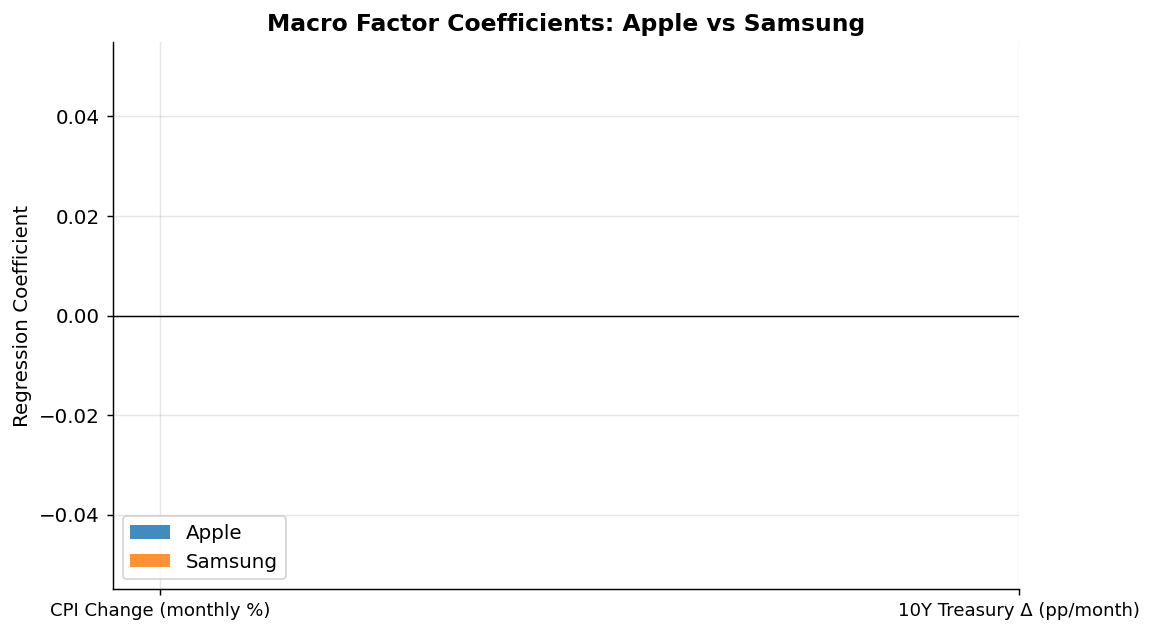 Macro Factor Coefficients: Apple vs Samsung
Regression Coefficient
0.04
0.02
0.00
−0.02
−0.04
Apple
Samsung
CPI Change (monthly %)
10Y Treasury Δ (pp/month)